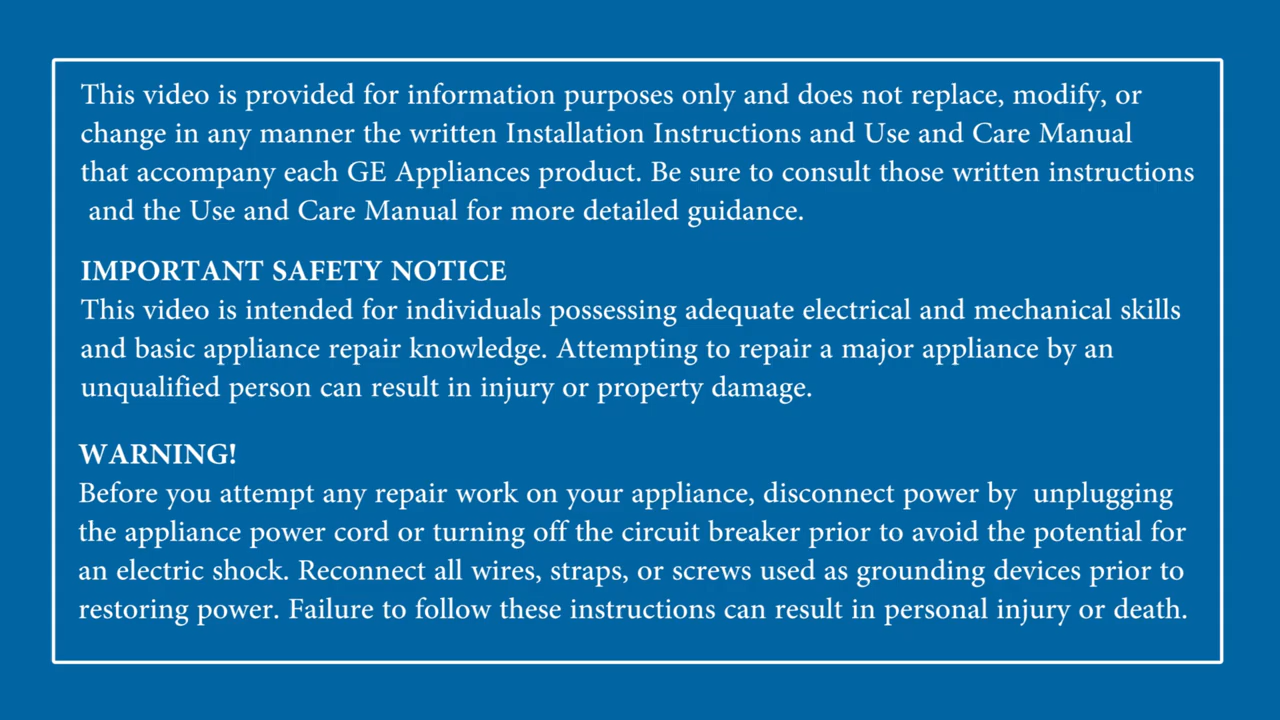 This video is provided for information purposes only and does not replace, modify, or
change in any manner the written Installation Instructions and Use and Care Manual
that accompany each GE Appliances product. Be sure to consult those written instructions
and the Use and Care Manual for more detailed guidance.
IMPORTANT SAFETY NOTICE
This video is intended for individuals possessing adequate electrical and mechanical skills
and basic appliance repair knowledge. Attempting to repair a major appliance by an
unqualified person can result in injury or property damage.
WARNING!
Before you attempt any repair work on your appliance, disconnect power by  unplugging
the appliance power cord or turning off the circuit breaker prior to avoid the potential for
an electric shock. Reconnect all wires, straps, or screws used as grounding devices prior to
restoring power. Failure to follow these instructions can result in personal injury or death.